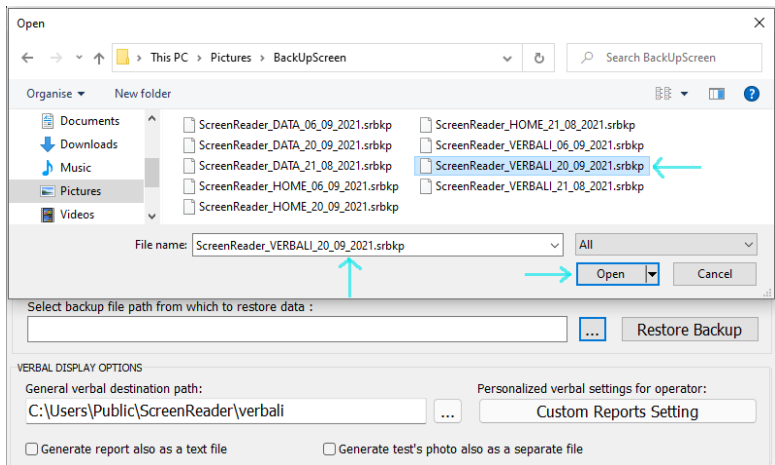 Open
This PC > Pictures > BackUpScreen
Search BackUpScreen
Organise
New folder
Documents
Downloads
Music
Pictures
Videos
ScreenReader_DATA_06_09_2021.srbkp
ScreenReader_DATA_20_09_2021.srbkp
ScreenReader_DATA_21_08_2021.srbkp
ScreenReader_HOME_06_09_2021.srbkp
ScreenReader_HOME_20_09_2021.srbkp
ScreenReader_HOME_21_08_2021.srbkp
ScreenReader_VERBALI_06_09_2021.srbkp
ScreenReader_VERBALI_20_09_2021.srbkp
ScreenReader_VERBALI_21_08_2021.srbkp
File name: ScreenReader_VERBALI_20_09_2021.srbkp
All
Open
Cancel
Select backup file path from which to restore data :
...
Restore Backup
VERBAL DISPLAY OPTIONS
General verbal destination path:
C:\Users\Public\ScreenReader\verbali
...
Personalized verbal settings for operator:
Custom Reports Setting
Generate report also as a text file
Generate test's photo also as a separate file